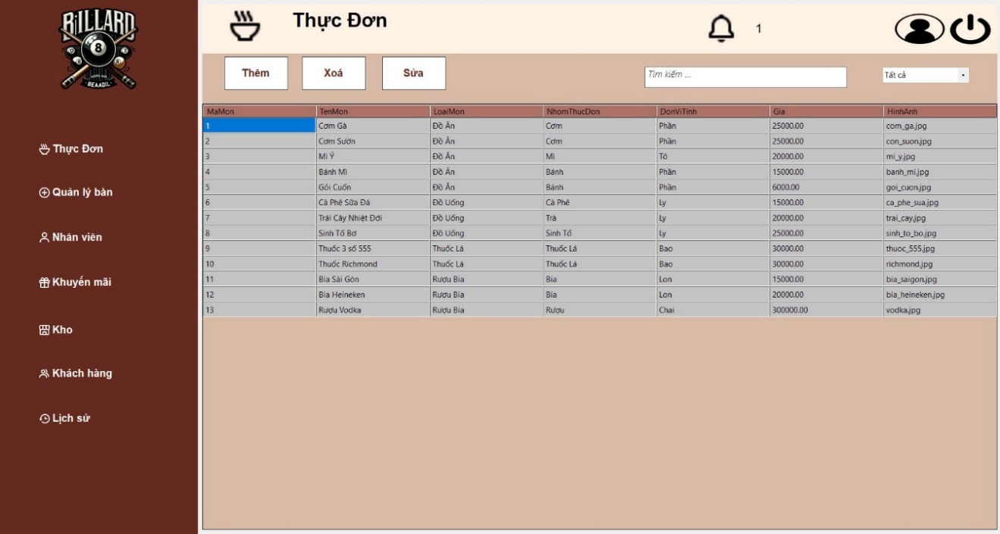 BiLLARD
8
BEAADIL
Thực Đơn
1
Thêm Xoá Sửa Tìm kiếm ... Tất cả
Thực Đơn
Quản lý bàn
Nhân viên
Khuyến mãi
Kho
Khách hàng
Lịch sử
MaMon TenMon LoaiMon NhomThucDon DonViTinh Gia HinhAnh
1 Cơm Gà Đồ Ăn Cơm Phần 25000.00 com_ga.jpg
2 Cơm Sườn Đồ Ăn Cơm Phần 25000.00 con_suon.jpg
3 Mì Ý Đồ Ăn Mì Tô 20000.00 mi_y.jpg
4 Bánh Mì Đồ Ăn Bánh Phần 15000.00 banh_mi.jpg
5 Gỏi Cuốn Đồ Ăn Bánh Phần 6000.00 goi_cuon.jpg
6 Cà Phê Sữa Đá Đồ Uống Cà Phê Ly 15000.00 ca_phe_sua.jpg
7 Trái Cây Nhiệt Đới Đồ Uống Trà Ly 20000.00 trai_cay.jpg
8 Sinh Tố Bơ Đồ Uống Sinh Tố Ly 25000.00 sinh_to_bo.jpg
9 Thuốc 3 số 555 Thuốc Lá Thuốc Lá Bao 30000.00 thuoc_555.jpg
10 Thuốc Richmond Thuốc Lá Thuốc Lá Bao 30000.00 richmond.jpg
11 Bia Sài Gòn Rượu Bia Bia Lon 15000.00 bia_saigon.jpg
12 Bia Heineken Rượu Bia Bia Lon 20000.00 bia_heineken.jpg
13 Rượu Vodka Rượu Bia Rượu Chai 300000.00 vodka.jpg